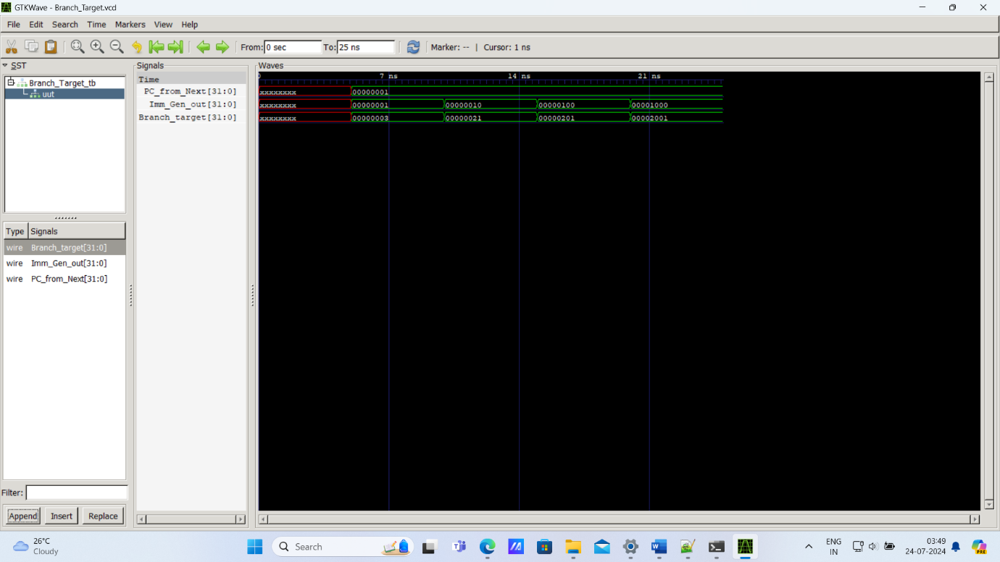 GTKWave - Branch_Target.vcd
File Edit Search Time Markers View Help
From: 0 sec To: 25 ns Marker: -- | Cursor: 1 ns
SST
Branch_Target_tb
uut
Type Signals
wire Branch_target[31:0]
wire Imm_Gen_out[31:0]
wire PC_from_Next[31:0]
Filter:
Append Insert Replace
Signals
Time
PC_from_Next[31:0]
Imm_Gen_out[31:0]
Branch_target[31:0]
Waves
0 7 ns 14 ns 21 ns
xxxxxxxx 00000001
xxxxxxxx 00000001 00000010 00000100 00001000
xxxxxxxx 00000003 00000021 00000201 00002001
26°C
Cloudy
Search
ENG
IN
03:49
24-07-2024
PRE